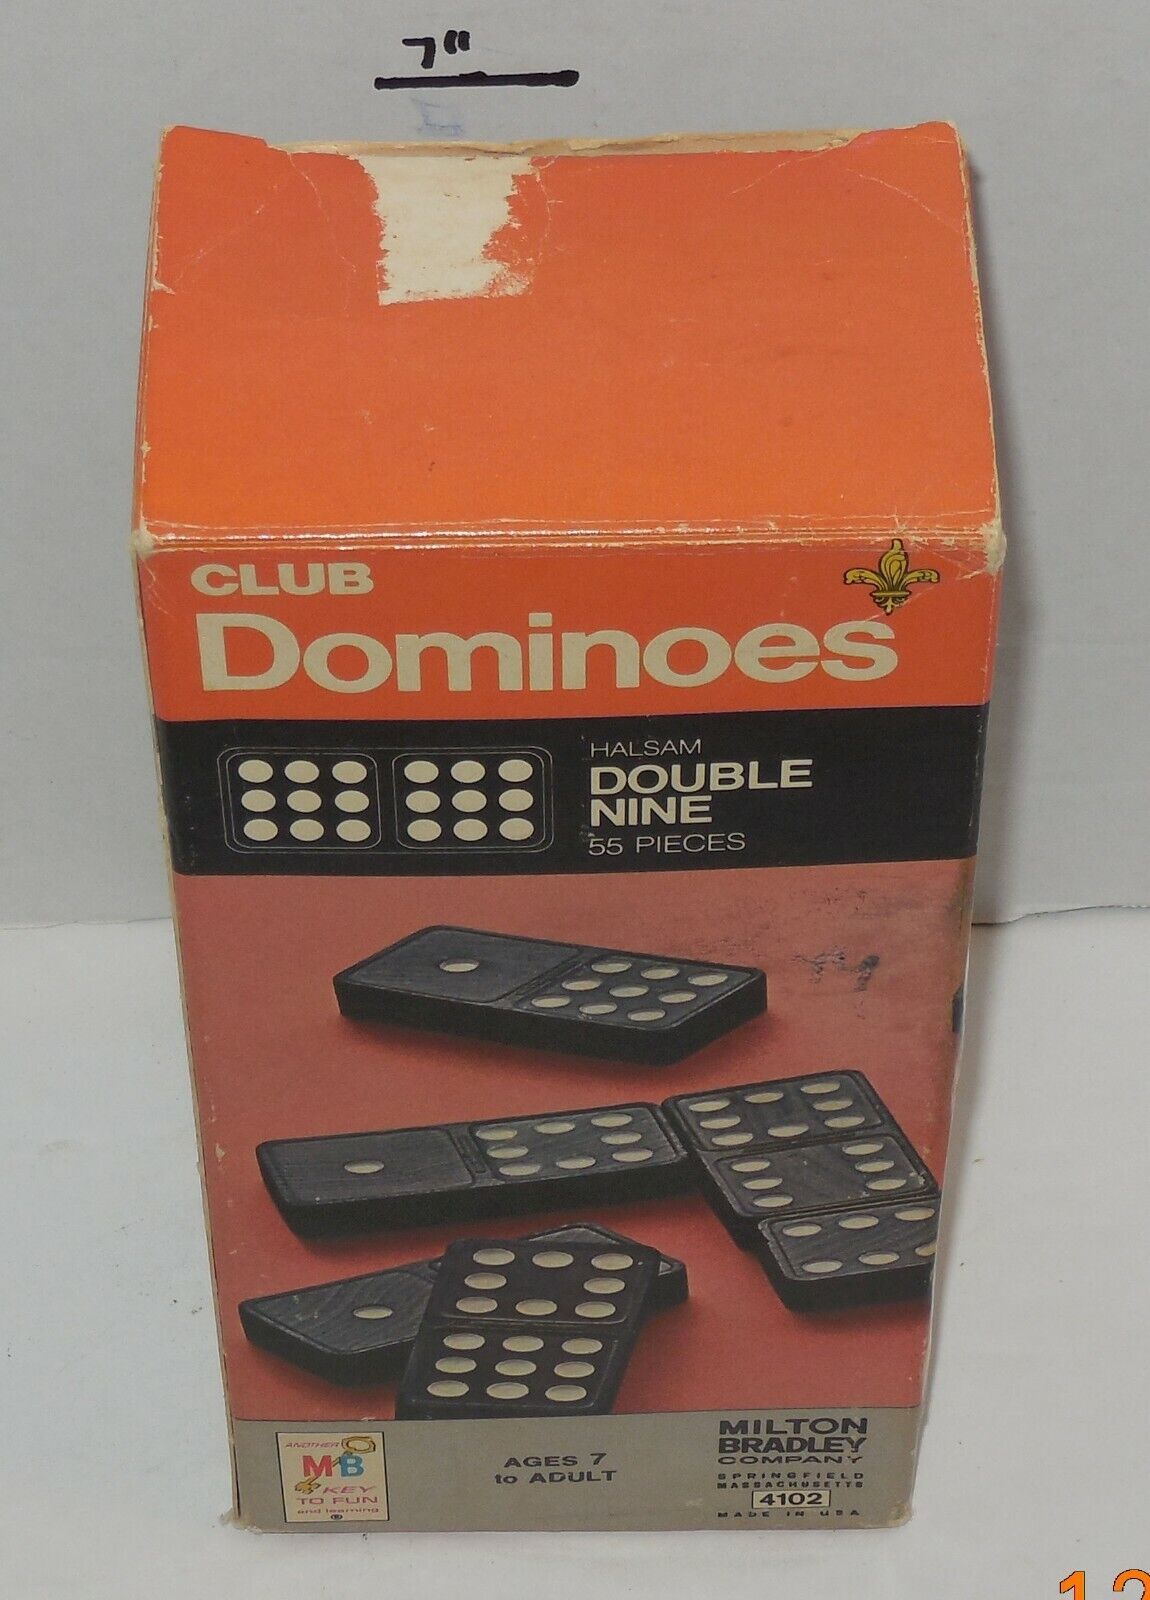 7"
CLUB
Dominoes
HALSAM
DOUBLE
NINE
55 PIECES
ANOTHER
MB
KEY
TO FUN
and learning
®
AGES 7
to ADULT
MILTON
BRADLEY
COMPANY
SPRINGFIELD
MASSACHUSETTS
4102
MADE IN USA
12